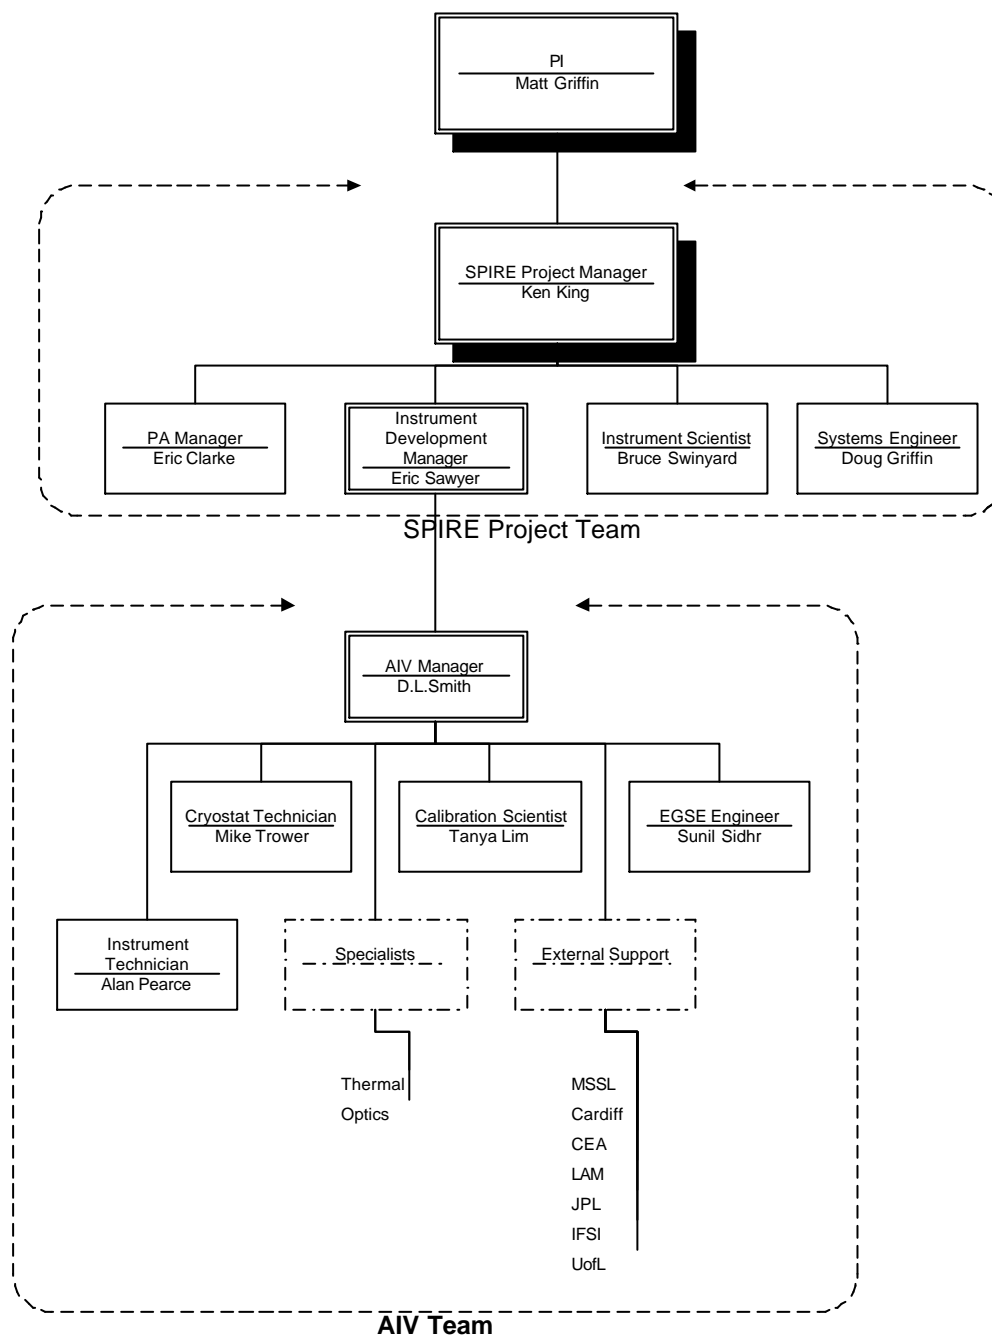 PI
Matt Griffin
SPIRE Project Manager
Ken King
PA Manager
Eric Clarke
Instrument
Development
Manager
Eric Sawyer
Instrument Scientist
Bruce Swinyard
Systems Engineer
Doug Griffin
SPIRE Project Team
AIV Manager
D.L.Smith
Cryostat Technician
Mike Trower
Calibration Scientist
Tanya Lim
EGSE Engineer
Sunil Sidhr
Instrument
Technician
Alan Pearce
Specialists
External Support
Thermal
Optics
MSSL
Cardiff
CEA
LAM
JPL
IFSI
UofL
AIV Team